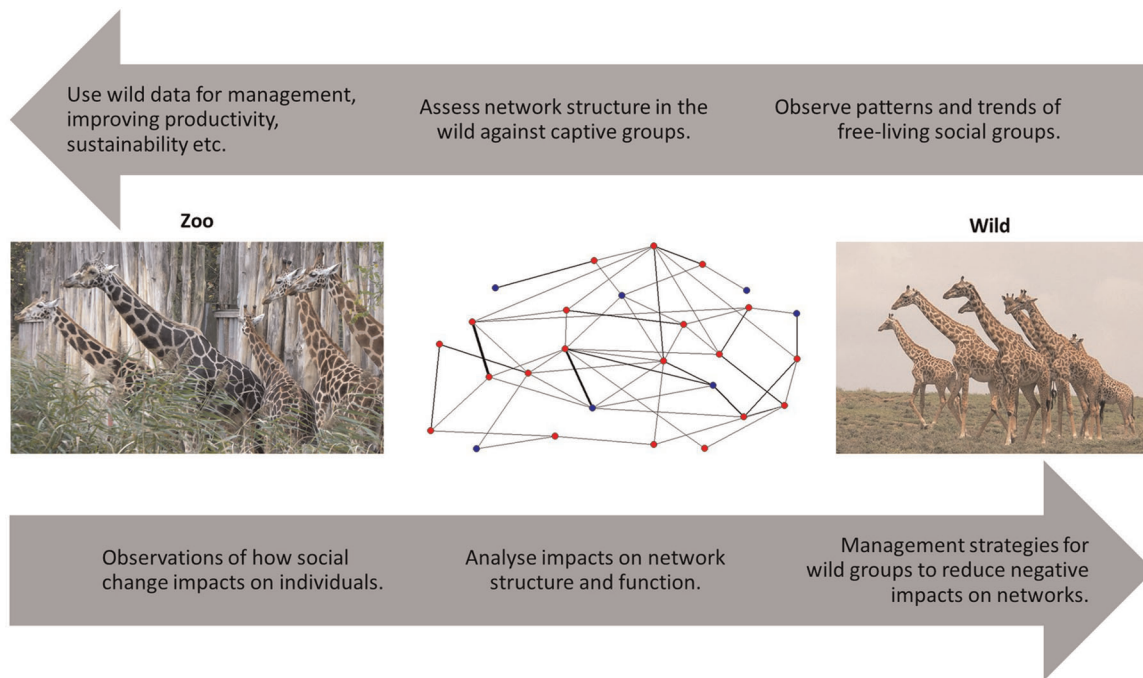 Use wild data for management,
improving productivity,
sustainability etc.
Assess network structure in the
wild against captive groups.
Observe patterns and trends of
free-living social groups.
Zoo
Wild
Observations of how social
change impacts on individuals.
Analyse impacts on network
structure and function.
Management strategies for
wild groups to reduce negative
impacts on networks.